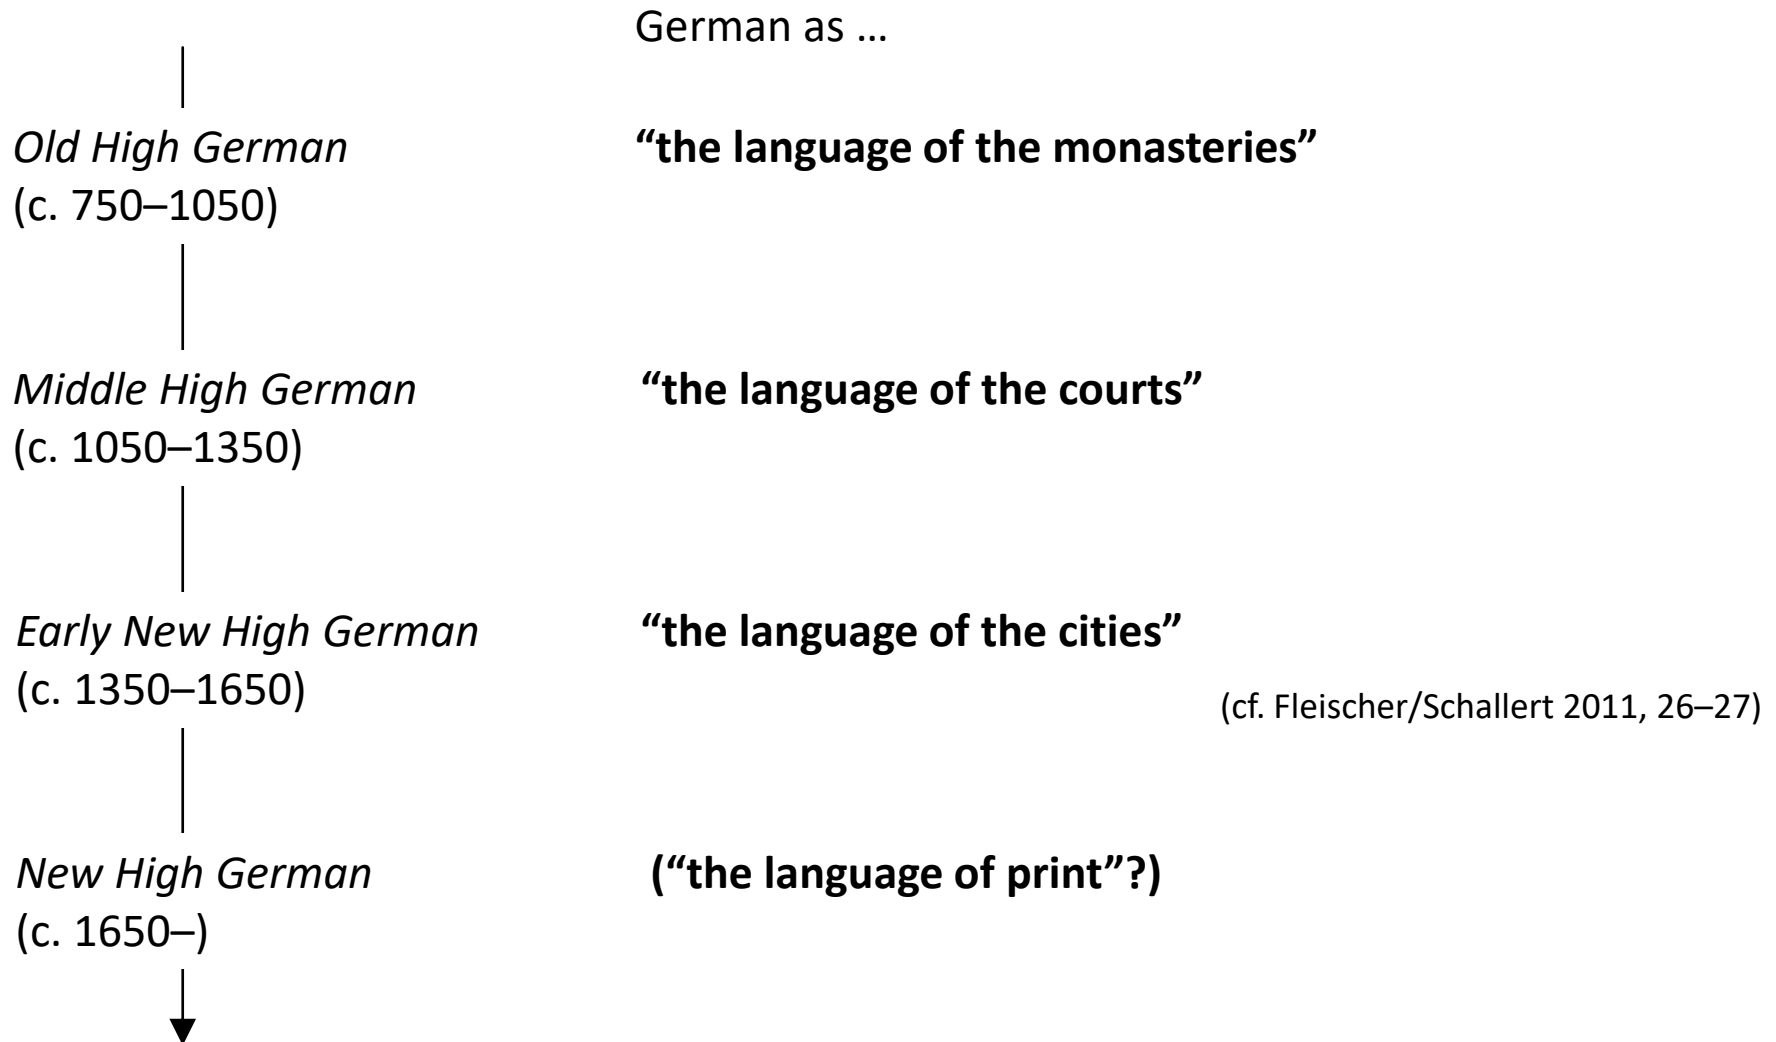 German as …
Old High German “the language of the monasteries”
(c. 750–1050)
Middle High German “the language of the courts”
(c. 1050–1350)
Early New High German “the language of the cities”
(c. 1350–1650)
(cf. Fleischer/Schallert 2011, 26–27)
New High German (“the language of print”?)
(c. 1650–)